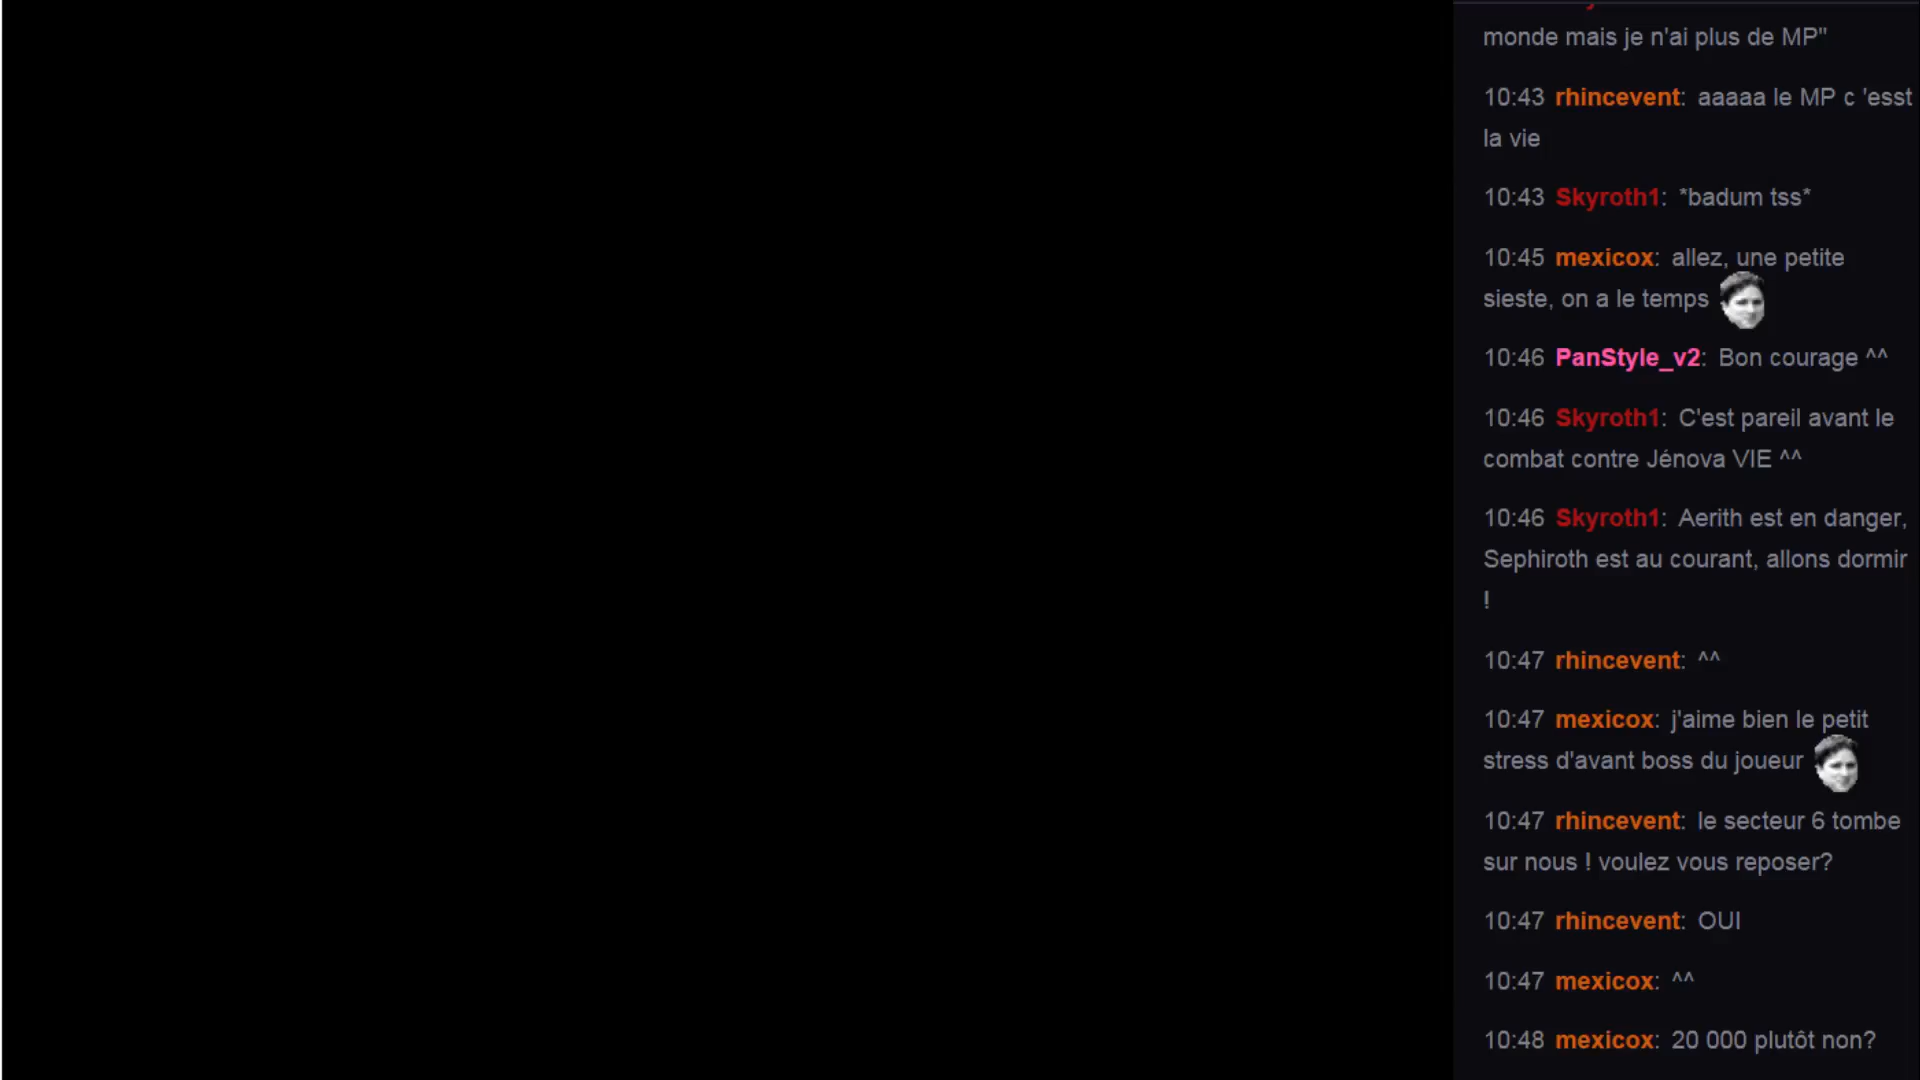 monde mais je n'ai plus de MP"
10:43 rhincevent: aaaaa le MP c 'esst
la vie
10:43 Skyroth1: *badum tss*
10:45 mexicox: allez, une petite
sieste, on a le temps
10:46 PanStyle_v2: Bon courage ^^
10:46 Skyroth1: C'est pareil avant le
combat contre Jénova VIE ^^
10:46 Skyroth1: Aerith est en danger,
Sephiroth est au courant, allons dormir
!
10:47 rhincevent: ^^
10:47 mexicox: j'aime bien le petit
stress d'avant boss du joueur
10:47 rhincevent: le secteur 6 tombe
sur nous ! voulez vous reposer?
10:47 rhincevent: OUI
10:47 mexicox: ^^
10:48 mexicox: 20 000 plutôt non?